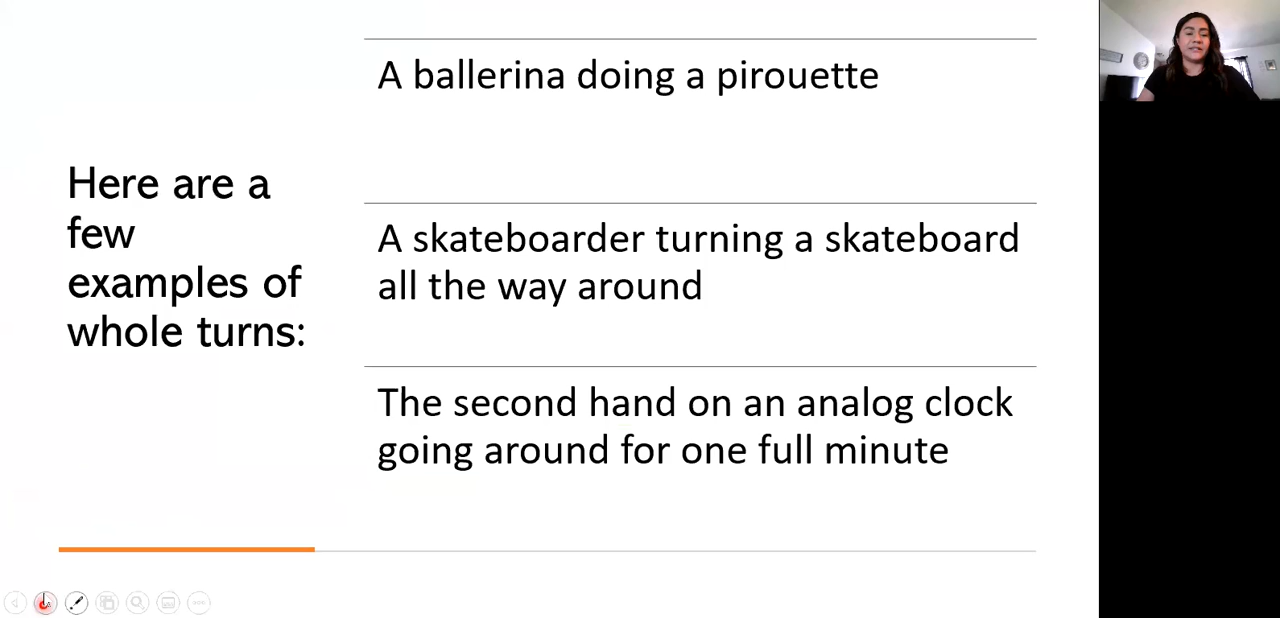 Here are a
few
examples of
whole turns:
A ballerina doing a pirouette
A skateboarder turning a skateboard
all the way around
The second hand on an analog clock
going around for one full minute